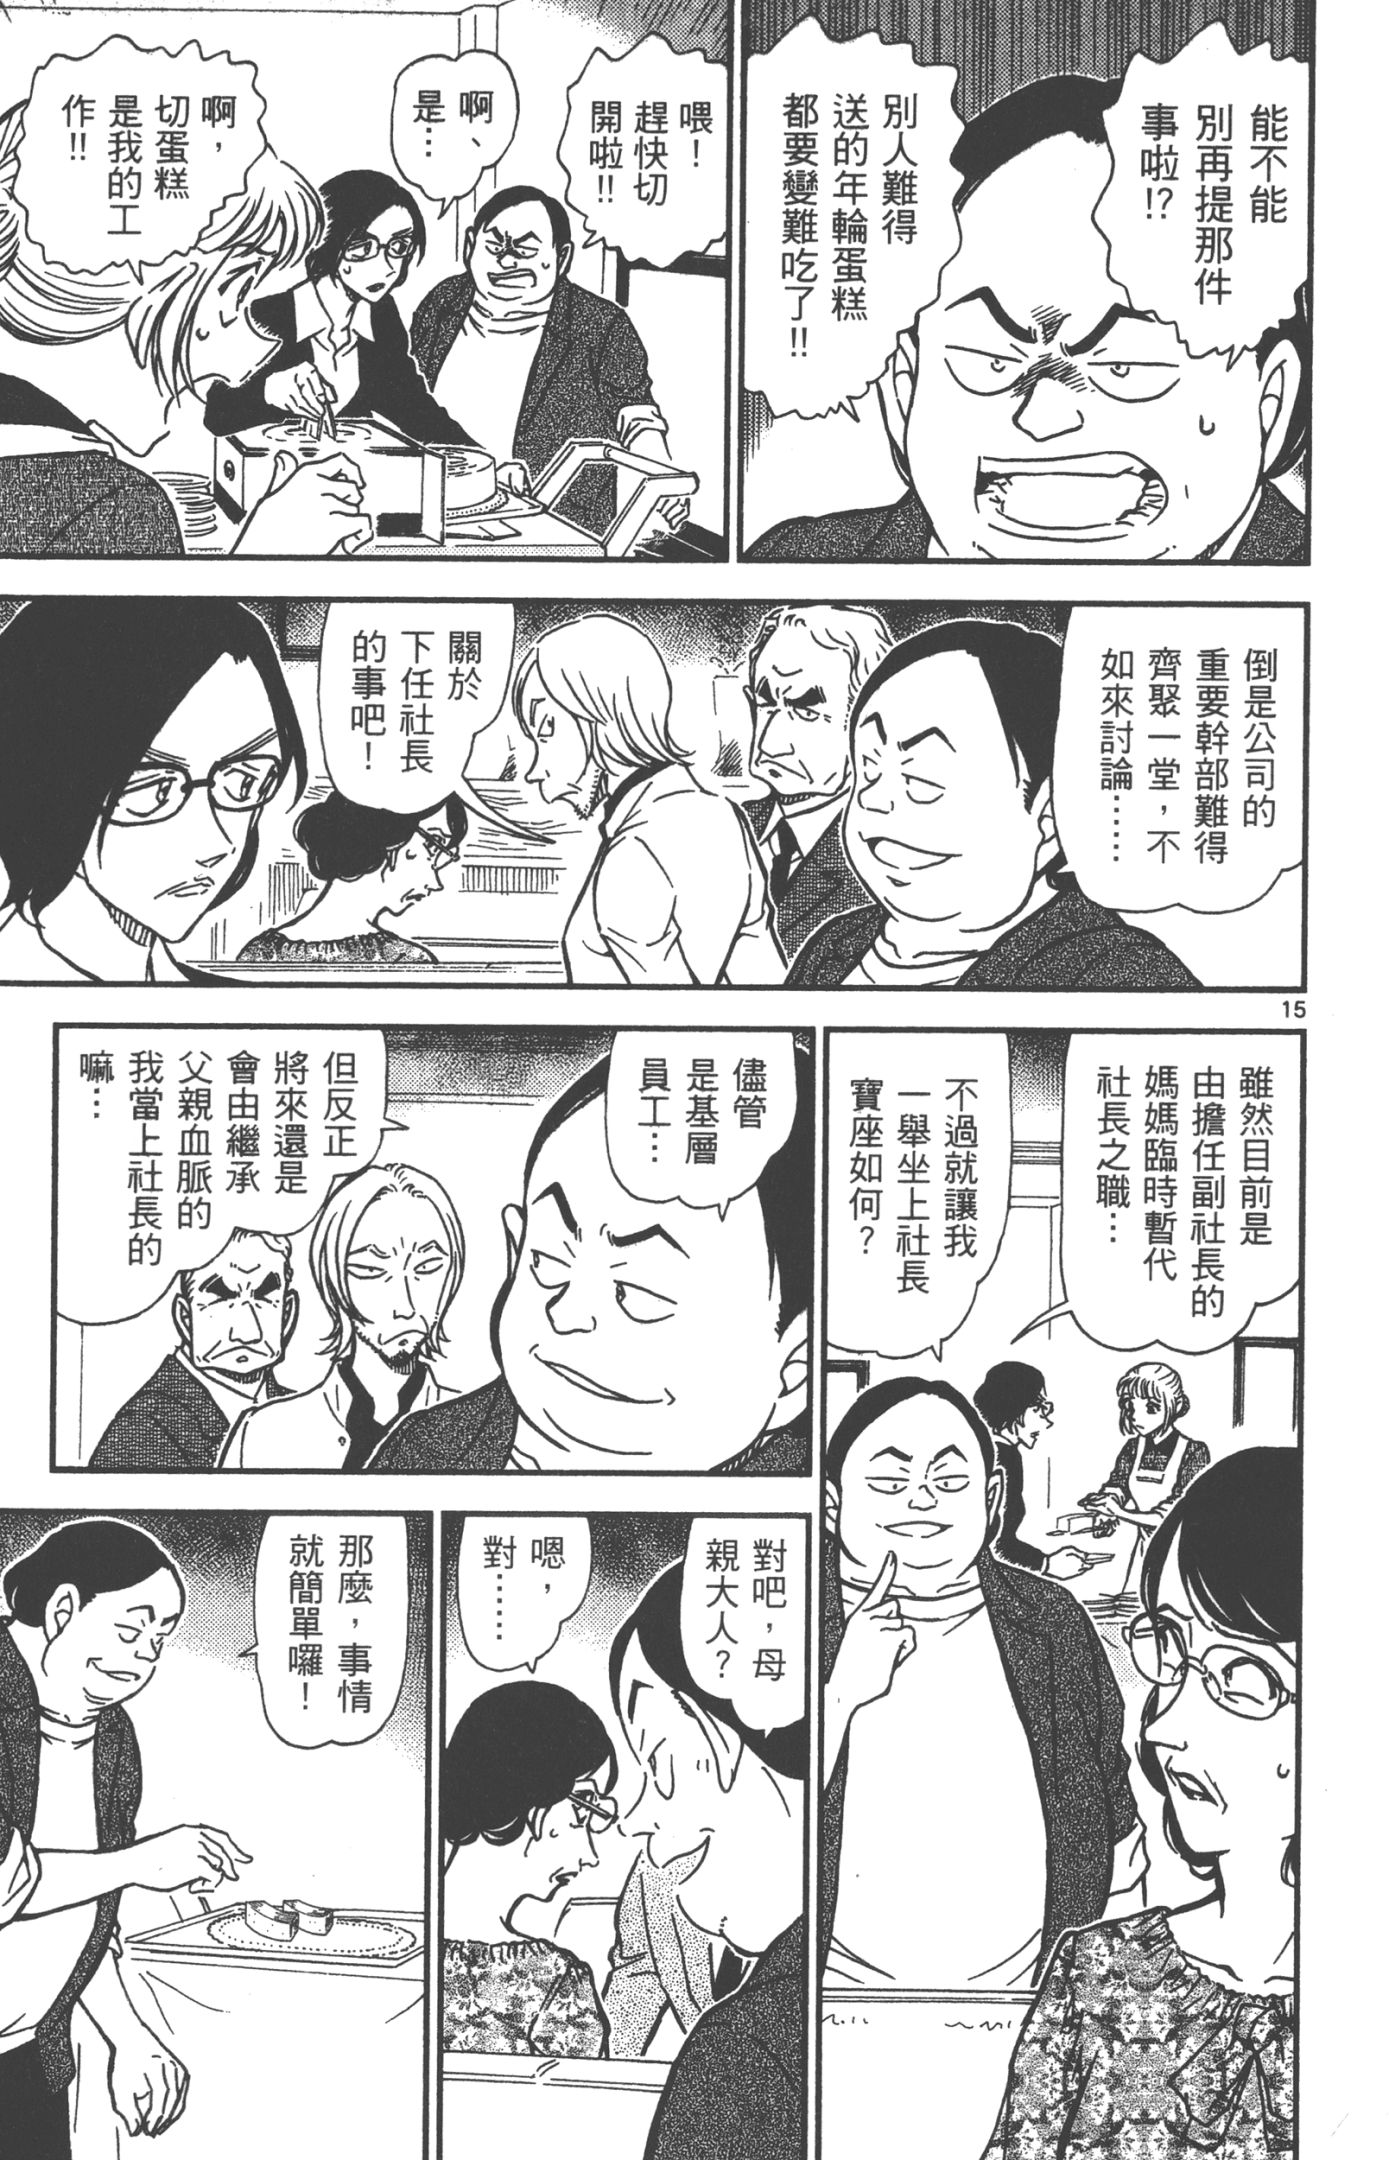 能不能
別再提那件
事啦!?
別人難得
送的年輪蛋糕
都要變難吃了!!
喂!
趕快切
開啦!!
啊、
是…
啊，
切蛋糕
是我的工
作!!
倒是公司的
重要幹部難得
齊聚一堂，不
如來討論……
關於
下任社長
的事吧！
15
雖然目前是
由擔任副社長的
媽媽臨時暫代
社長之職…
不過就讓我
一舉坐上社長
寶座如何？
儘管
是基層
員工…
但反正
將來還是
會由繼承
父親血脈的
我當上社長的
嘛…
對吧，母
親大人？
嗯，
對……
那麼，事情
就簡單囉！